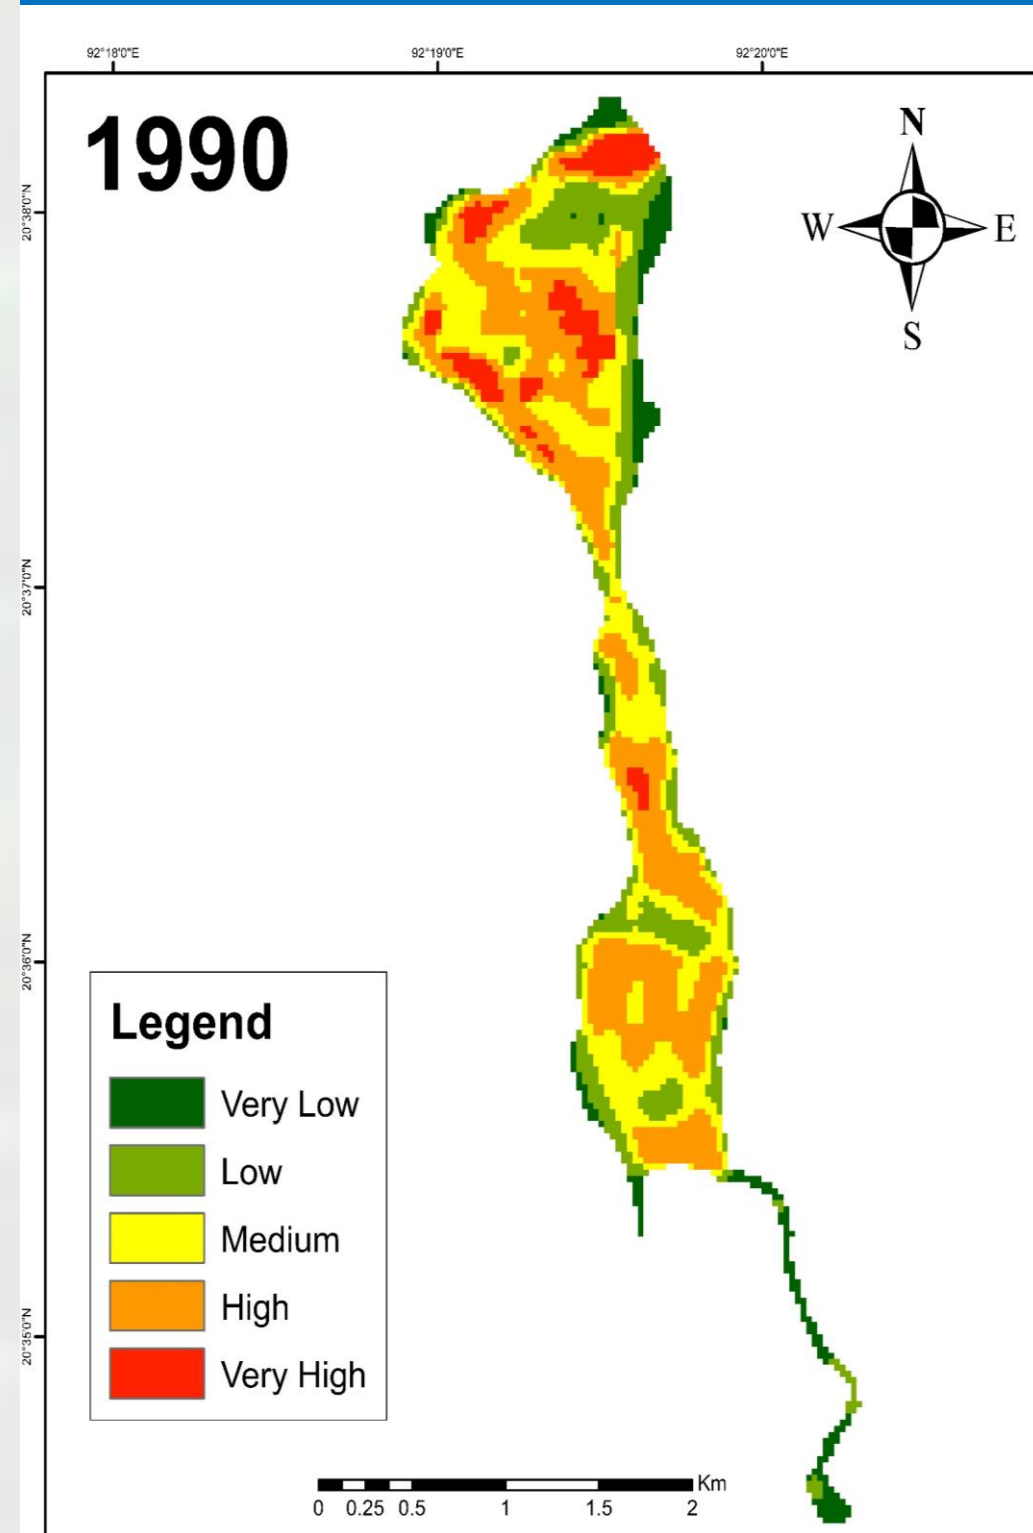 92°18'0"E 92°19'0"E 92°20'0"E
1990
N
W E
S
20°38'0"N
20°37'0"N
20°36'0"N
20°35'0"N
Legend
Very Low
Low
Medium
High
Very High
Km
0 0.25 0.5 1 1.5 2